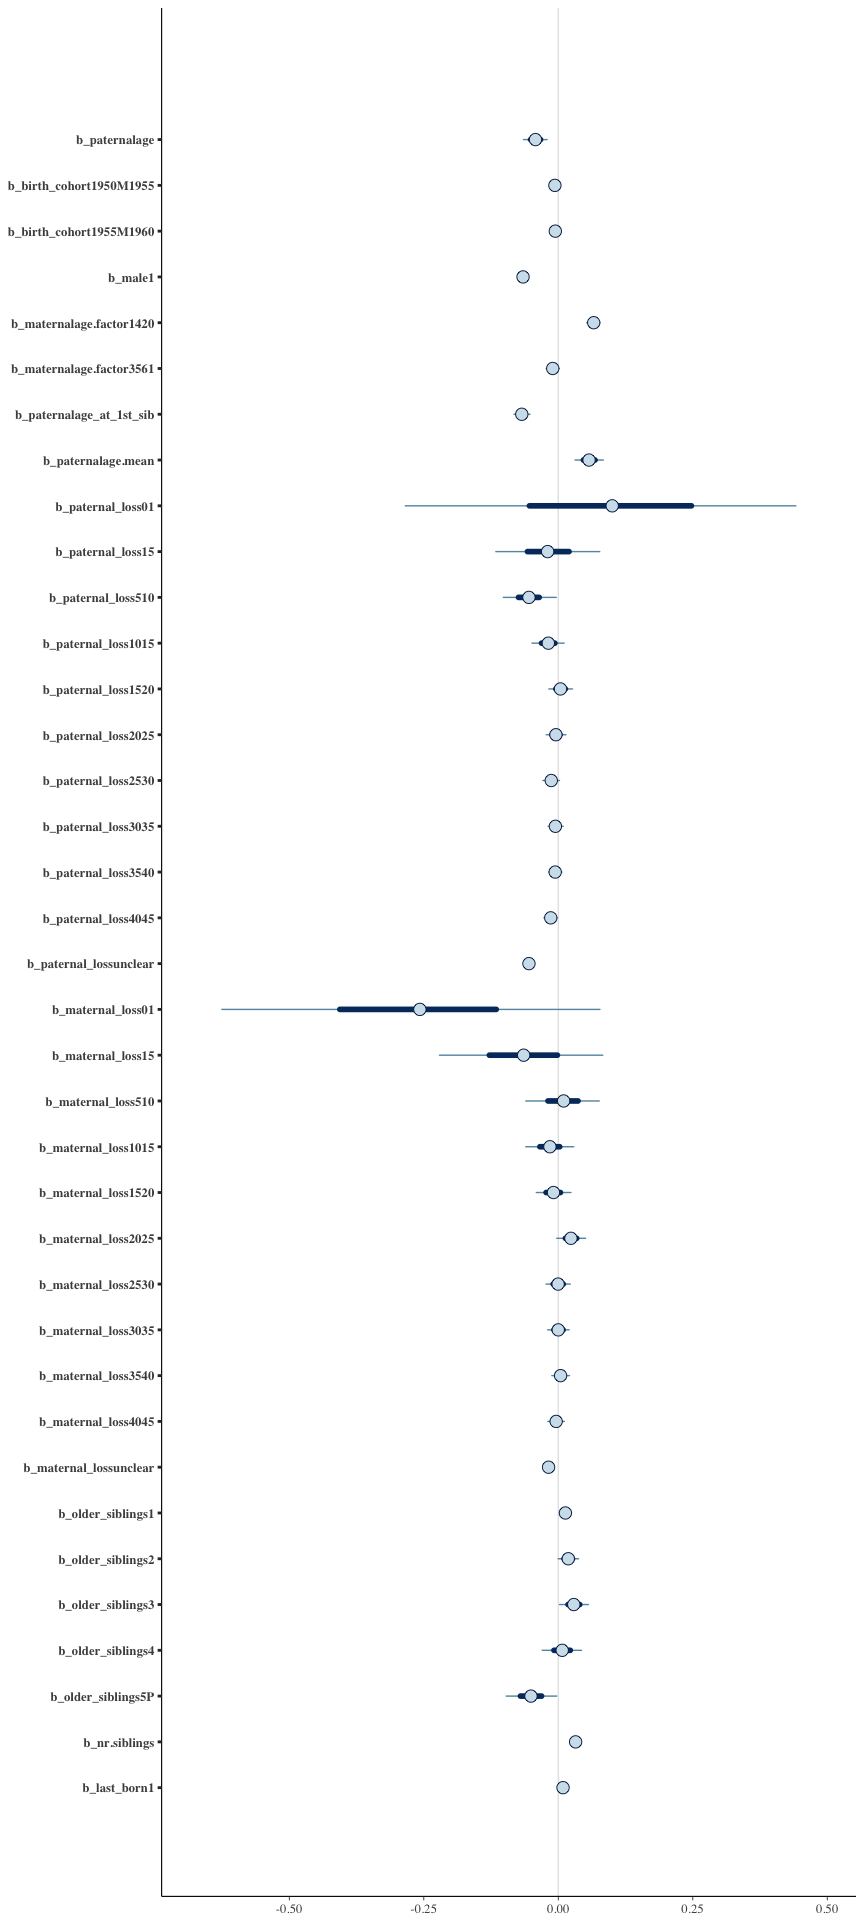 b_paternalage
b_birth_cohort1950M1955
b_birth_cohort1955M1960
b_male1
b_maternalage.factor1420
b_maternalage.factor3561
b_paternalage_at_1st_sib
b_paternalage.mean
b_paternal_loss01
b_paternal_loss15
b_paternal_loss510
b_paternal_loss1015
b_paternal_loss1520
b_paternal_loss2025
b_paternal_loss2530
b_paternal_loss3035
b_paternal_loss3540
b_paternal_loss4045
b_paternal_lossunclear
b_maternal_loss01
b_maternal_loss15
b_maternal_loss510
b_maternal_loss1015
b_maternal_loss1520
b_maternal_loss2025
b_maternal_loss2530
b_maternal_loss3035
b_maternal_loss3540
b_maternal_loss4045
b_maternal_lossunclear
b_older_siblings1
b_older_siblings2
b_older_siblings3
b_older_siblings4
b_older_siblings5P
b_nr.siblings
b_last_born1
-0.50 -0.25 0.00 0.25 0.50